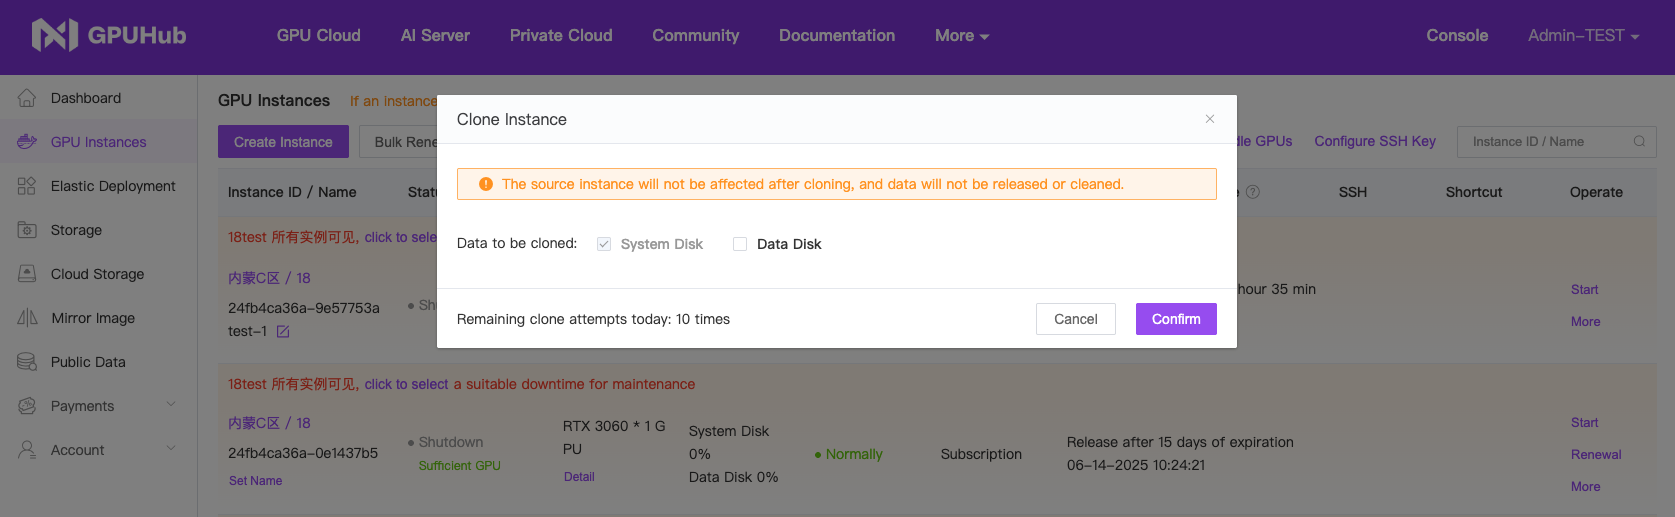 GPUHub
GPU Cloud
AI Server
Private Cloud
Community
Documentation
More
Console
Admin-TEST
Dashboard
GPU Instances
Elastic Deployment
Storage
Cloud Storage
Mirror Image
Public Data
Payments
Account
GPU Instances
If an instance
Create Instance
Bulk Rene
dle GPUs
Configure SSH Key
Instance ID / Name
Instance ID / Name
Statu
SSH
Shortcut
Operate
18test 所有实例可见, click to selec
内蒙C区 / 18
24fb4ca36a-9e57753a
test-1
Shu
hour 35 min
Start
More
Clone Instance
The source instance will not be affected after cloning, and data will not be released or cleaned.
Data to be cloned:
System Disk
Data Disk
Remaining clone attempts today: 10 times
Cancel
Confirm
18test 所有实例可见, click to select a suitable downtime for maintenance
内蒙C区 / 18
24fb4ca36a-0e1437b5
Set Name
Shutdown
Sufficient GPU
RTX 3060 * 1 G
PU
Detail
System Disk
0%
Data Disk 0%
Normally
Subscription
Release after 15 days of expiration
06-14-2025 10:24:21
Start
Renewal
More